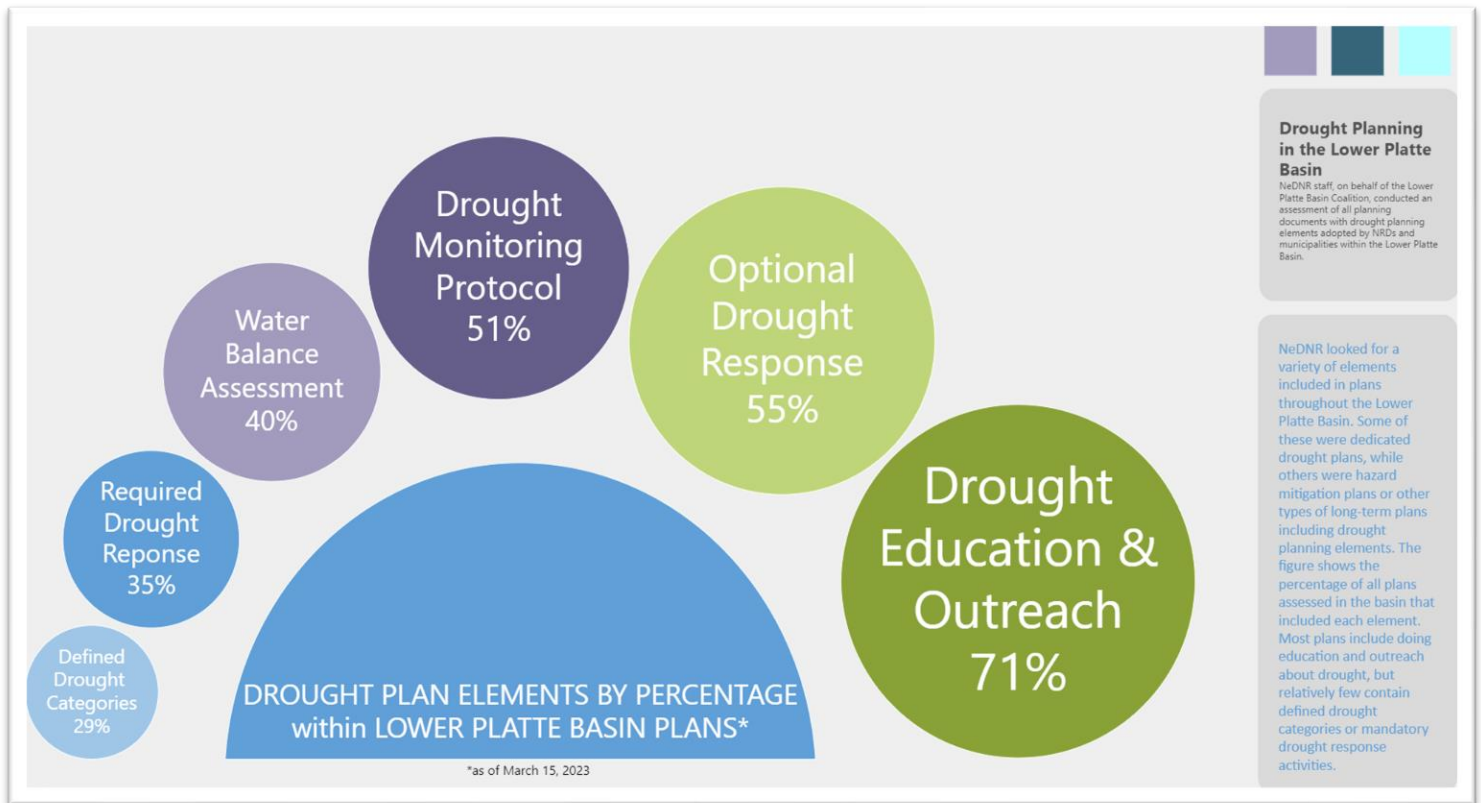 Drought
Monitoring
Protocol
51%
Optional
Drought
Response
55%
Water
Balance
Assessment
40%
Drought
Education &
Outreach
71%
Required
Drought
Reponse
35%
Defined
Drought
Categories
29%
DROUGHT PLAN ELEMENTS BY PERCENTAGE
within LOWER PLATTE BASIN PLANS*
*as of March 15, 2023
Drought Planning
in the Lower Platte
Basin
NeDNR staff, on behalf of the Lower
Platte Basin Coalition, conducted an
assessment of all planning
documents with drought planning
elements adopted by NRDs and
municipalities within the Lower Platte
Basin.
NeDNR looked for a
variety of elements
included in plans
throughout the Lower
Platte Basin. Some of
these were dedicated
drought plans, while
others were hazard
mitigation plans or other
types of long-term plans
including drought
planning elements. The
figure shows the
percentage of all plans
assessed in the basin that
included each element.
Most plans include doing
education and outreach
about drought, but
relatively few contain
defined drought
categories or mandatory
drought response
activities.